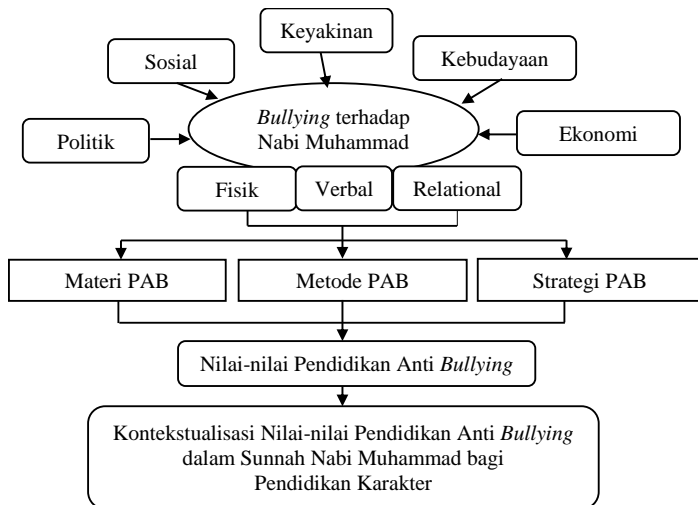 Keyakinan
Sosial
Kebudayaan
Bullying terhadap
Nabi Muhammad
Politik
Ekonomi
Fisik
Verbal
Relational
Materi PAB
Metode PAB
Strategi PAB
Nilai-nilai Pendidikan Anti Bullying
Kontekstualisasi Nilai-nilai Pendidikan Anti Bullying
dalam Sunnah Nabi Muhammad bagi
Pendidikan Karakter